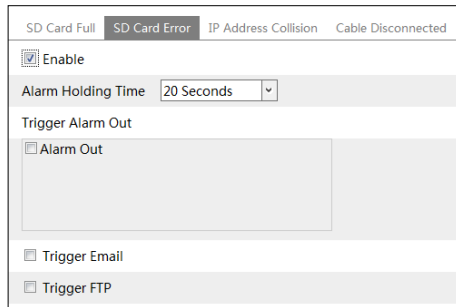 SD Card Full SD Card Error IP Address Collision Cable Disconnected
Enable
Alarm Holding Time 20 Seconds
Trigger Alarm Out
Alarm Out
Trigger Email
Trigger FTP